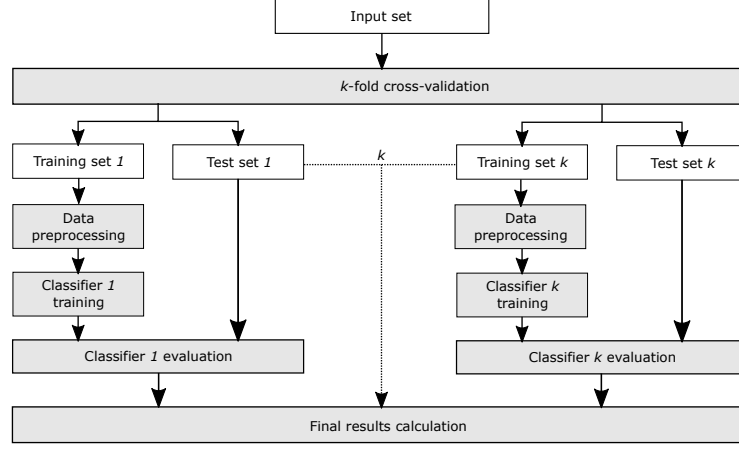 Input set
k-fold cross-validation
Training set 1
Test set 1
k
Training set k
Test set k
Data
preprocessing
Data
preprocessing
Classifier 1
training
Classifier k
training
Classifier 1 evaluation
Classifier k evaluation
Final results calculation